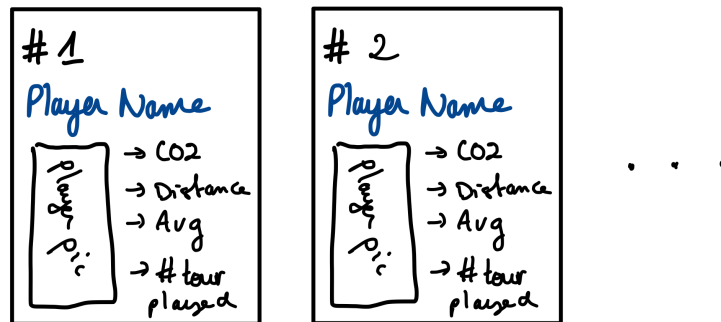 # 1
Player Name
player pic
→ CO2
→ Distance
→ Avg
→ # tour
played
# 2
Player Name
player pic
→ CO2
→ Distance
→ Avg
→ # tour
played
. . .